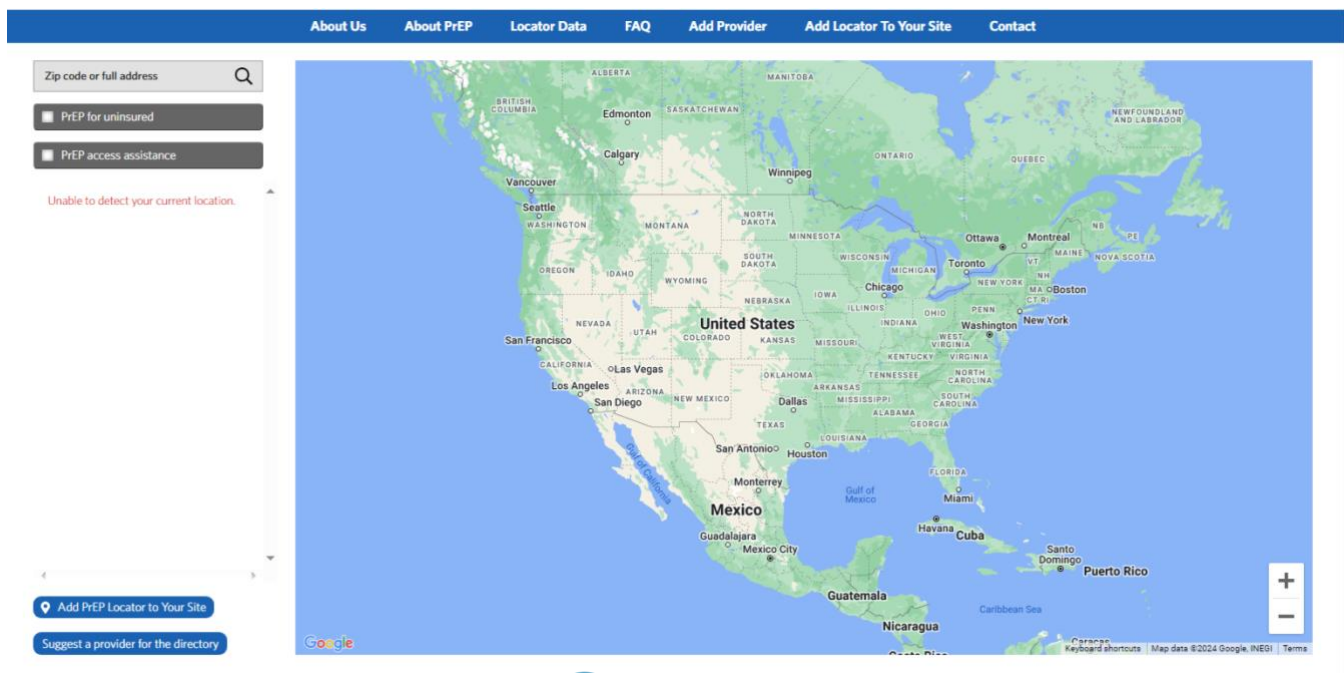 About Us About PrEP Locator Data FAQ Add Provider Add Locator To Your Site Contact
Zip code or full address
PrEP for uninsured
PrEP access assistance
Unable to detect your current location.
Add PrEP Locator to Your Site
Suggest a provider for the directory
ALBERTA
MANITOBA
BRITISH
COLUMBIA
Edmonton
SASKATCHEWAN
NEWFOUNDLAND
AND LABRADOR
Calgary
ONTARIO
QUEBEC
Winnipeg
Vancouver
Seattle
WASHINGTON
MONTANA
NORTH
DAKOTA
MINNESOTA
Ottawa
Montreal
NB
PE
MAINE
NOVA SCOTIA
OREGON
IDAHO
WYOMING
SOUTH
DAKOTA
WISCONSIN
MICHIGAN
Toronto
VT
NH
NEW YORK
MA
Boston
CT RI
Chicago
IOWA
NEBRASKA
ILLINOIS
INDIANA
OHIO
PENN
New York
Washington
NEVADA
UTAH
United States
COLORADO
KANSAS
MISSOURI
WEST
VIRGINIA
KENTUCKY
VIRGINIA
San Francisco
CALIFORNIA
Las Vegas
Los Angeles
ARIZONA
San Diego
NEW MEXICO
OKLAHOMA
ARKANSAS
TENNESSEE
NORTH
CAROLINA
Dallas
MISSISSIPPI
SOUTH
CAROLINA
ALABAMA
GEORGIA
TEXAS
LOUISIANA
San Antonio
Houston
FLORIDA
Gulf of California
Monterrey
Gulf of
Mexico
Miami
Mexico
Havana
Cuba
Guadalajara
Mexico City
Santo
Domingo
Puerto Rico
Guatemala
Caribbean Sea
Nicaragua
Caracas
Costa Rica
Google
Keyboard shortcuts Map data ©2024 Google, INEGI Terms